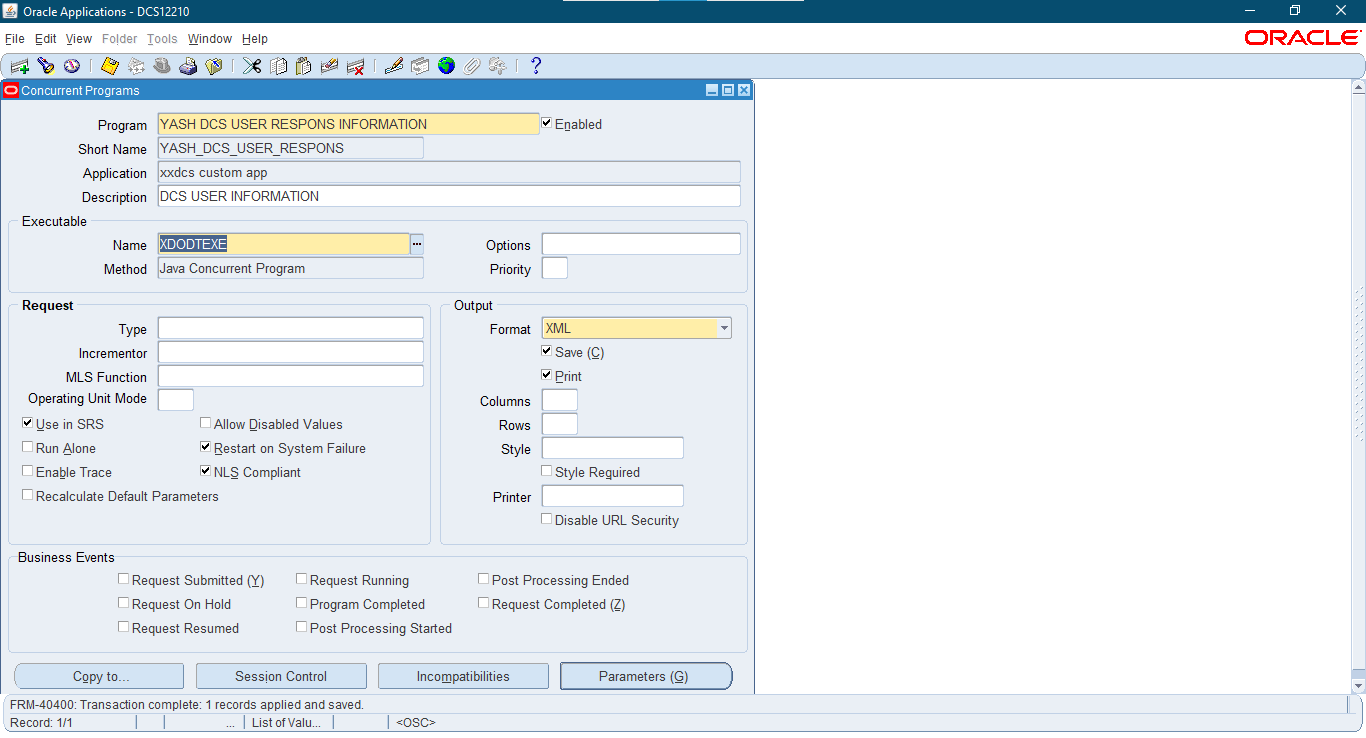 Oracle Applications - DCS12210
File Edit View Folder Tools Window Help
ORACLE
Concurrent Programs
Program YASH DCS USER RESPONS INFORMATION Enabled
Short Name YASH_DCS_USER_RESPONS
Application xxdcs custom app
Description DCS USER INFORMATION
Executable
Name XDODTEXE ... Options
Method Java Concurrent Program Priority
Request
Type
Incrementor
MLS Function
Operating Unit Mode
Use in SRS Allow Disabled Values
Run Alone Restart on System Failure
Enable Trace NLS Compliant
Recalculate Default Parameters
Output
Format XML
Save (C)
Print
Columns
Rows
Style
Style Required
Printer
Disable URL Security
Business Events
Request Submitted (Y) Request Running Post Processing Ended
Request On Hold Program Completed Request Completed (Z)
Request Resumed Post Processing Started
Copy to... Session Control Incompatibilities Parameters (G)
FRM-40400: Transaction complete: 1 records applied and saved.
Record: 1/1 ... List of Valu... <OSC>